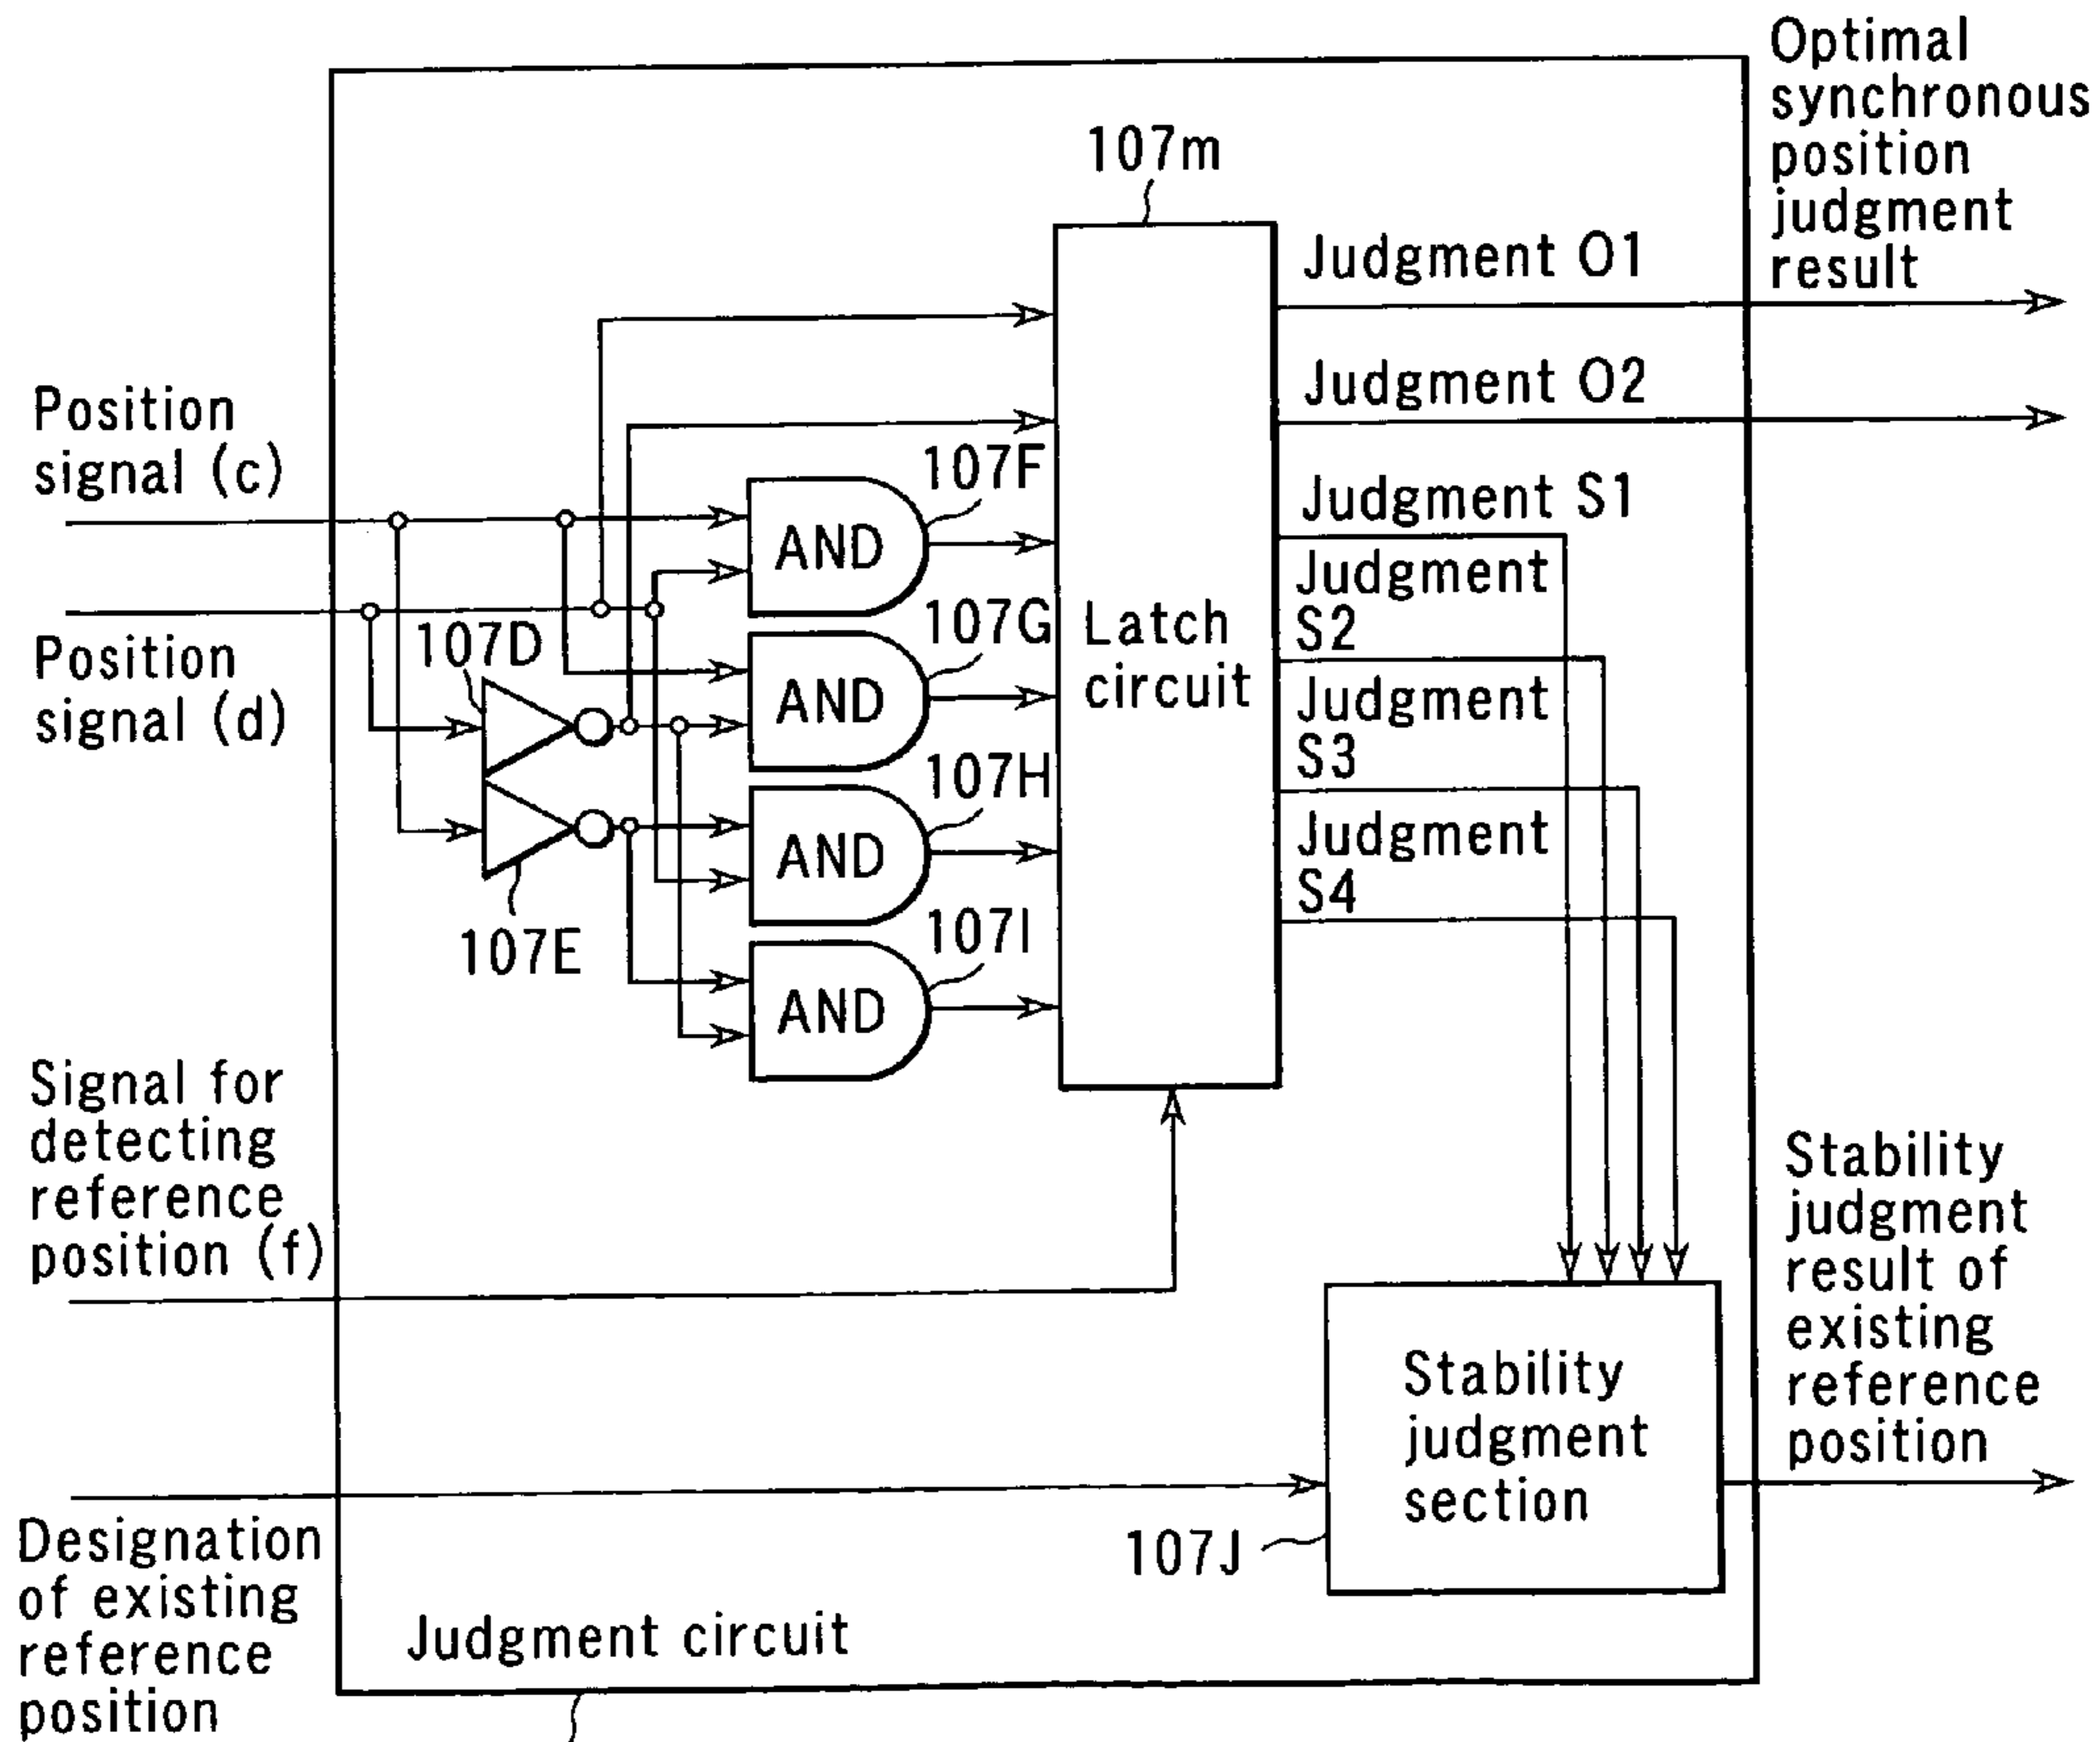 Optimal
synchronous
position
judgment
result
107m
Judgment O1
Judgment O2
Position
signal (c)
107F
AND
Judgment S1
Judgment
S2
Position
signal (d)
107D
107G
AND
Latch
circuit
Judgment
S3
107H
AND
Judgment
S4
107E
107I
AND
Signal for
detecting
reference
position (f)
Stability
judgment
result of
existing
reference
position
Stability
judgment
section
107J
Designation
of existing
reference
position
Judgment circuit